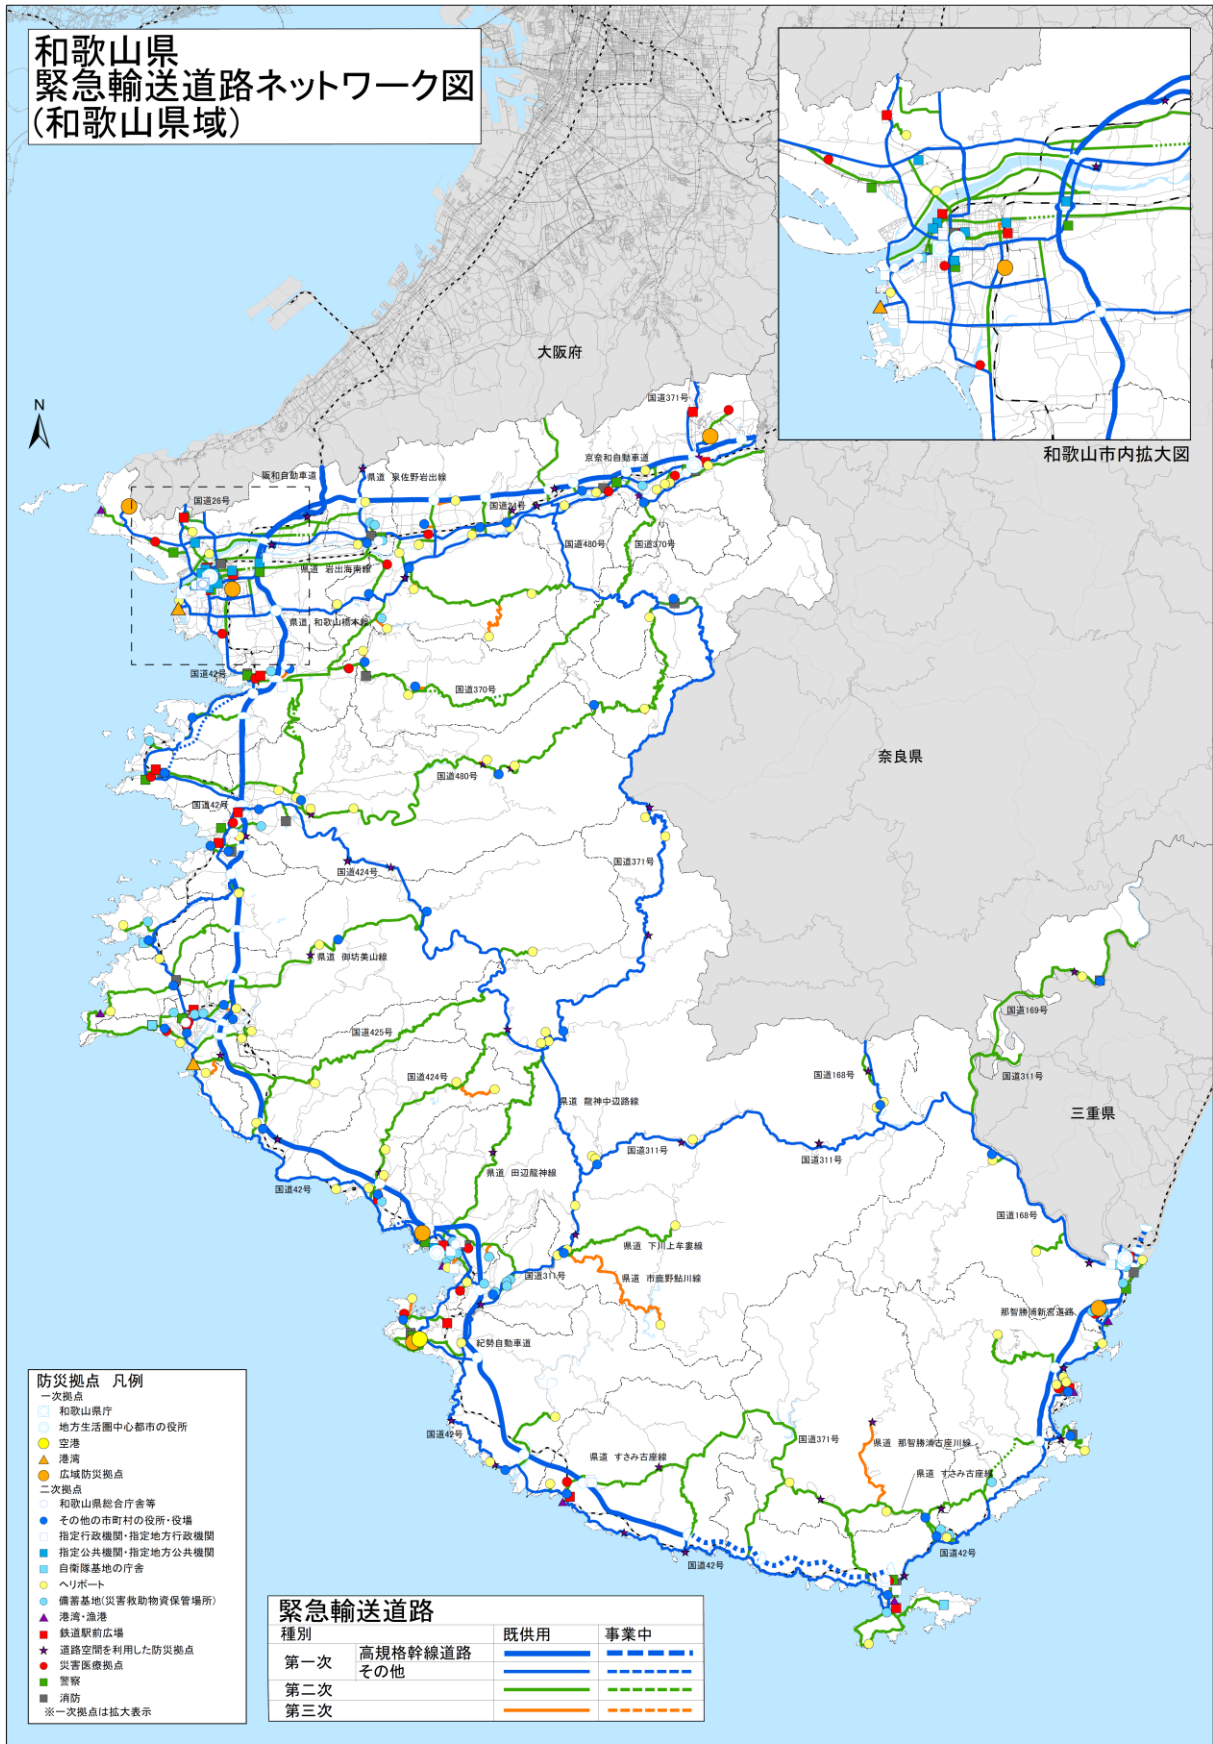 和歌山県
緊急輸送道路ネットワーク図
(和歌山県域)
和歌山市内拡大図
N
大阪府
国道371号
京奈和自動車道
阪和自動車道
県道 泉佐野岩出線
国道26号
国道24号
国道480号
国道370号
県道 岩出海南線
県道 和歌山橋本線
国道42号
国道370号
奈良県
国道480号
国道42号
国道371号
国道424号
県道 御坊美山線
国道169号
国道425号
国道424号
国道168号
国道311号
県道 龍神中辺路線
三重県
国道311号
国道311号
県道 田辺龍神線
国道42号
国道168号
県道 下川上牟婁線
国道311号
県道 市鹿野鮎川線
那智勝浦新宮道路
紀勢自動車道
国道42号
国道371号
県道 那智勝浦古座川線
県道 すさみ古座線
県道 すさみ古座線
国道42号
国道42号
防災拠点 凡例
一次拠点
和歌山県庁
地方生活圏中心都市の役所
空港
港湾
広域防災拠点
二次拠点
和歌山県総合庁舎等
その他の市町村の役所・役場
指定行政機関・指定地方行政機関
指定公共機関・指定地方公共機関
自衛隊基地の庁舎
ヘリポート
備蓄基地(災害救助物資保管場所)
港湾・漁港
鉄道駅前広場
道路空間を利用した防災拠点
災害医療拠点
警察
消防
※一次拠点は拡大表示
緊急輸送道路
種別 既供用 事業中
第一次 高規格幹線道路
その他
第二次
第三次